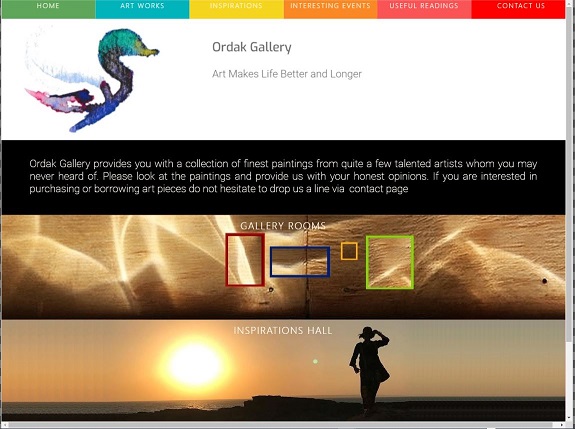 HOME ART WORKS INSPIRATIONS INTERESTING EVENTS USEFUL READINGS CONTACT US
Ordak Gallery
Art Makes Life Better and Longer
Ordak Gallery provides you with a collection of finest paintings from quite a few talented artists whom you may
never heard of. Please look at the paintings and provide us with your honest opinions. If you are interested in
purchasing or borrowing art pieces do not hesitate to drop us a line via contact page
GALLERY ROOMS
INSPIRATIONS HALL